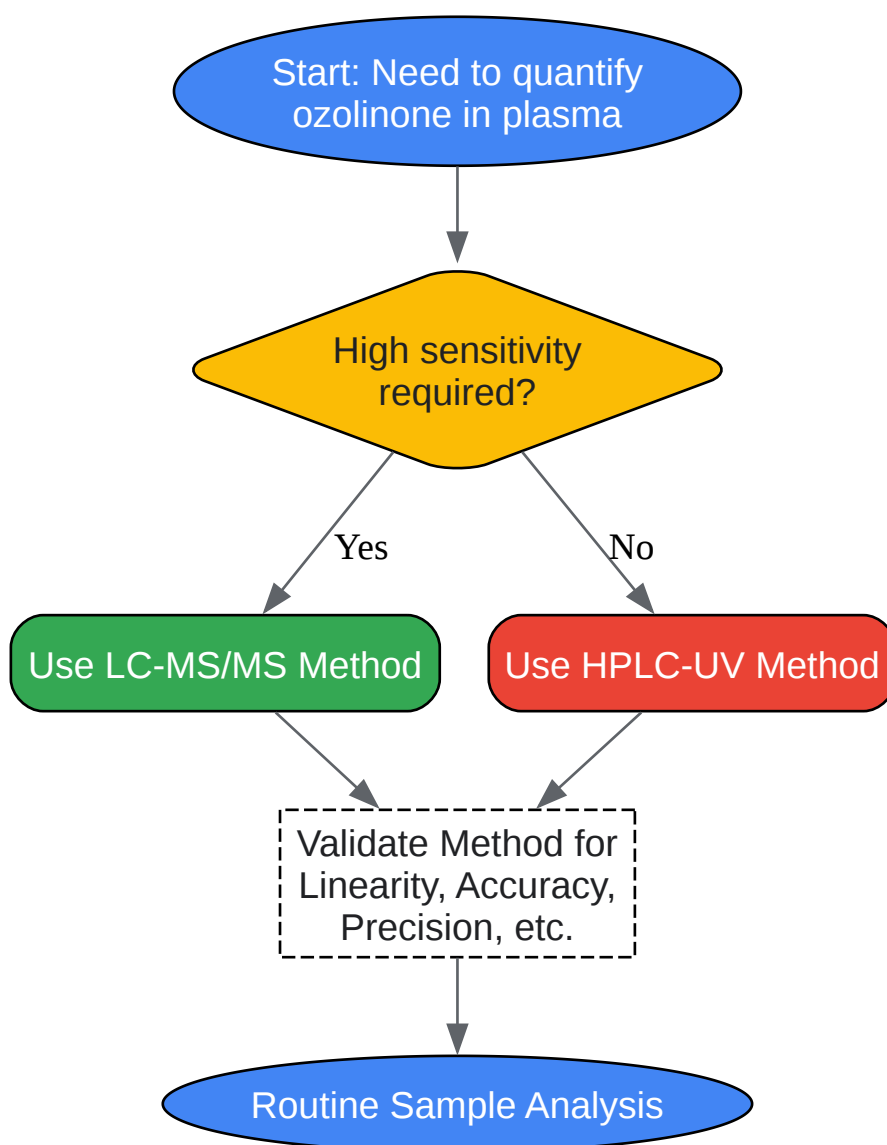 Start: Need to quantify
ozolinone in plasma
High sensitivity
required?
Yes
No
Use LC-MS/MS Method
Use HPLC-UV Method
Validate Method for
Linearity, Accuracy,
Precision, etc.
Routine Sample Analysis